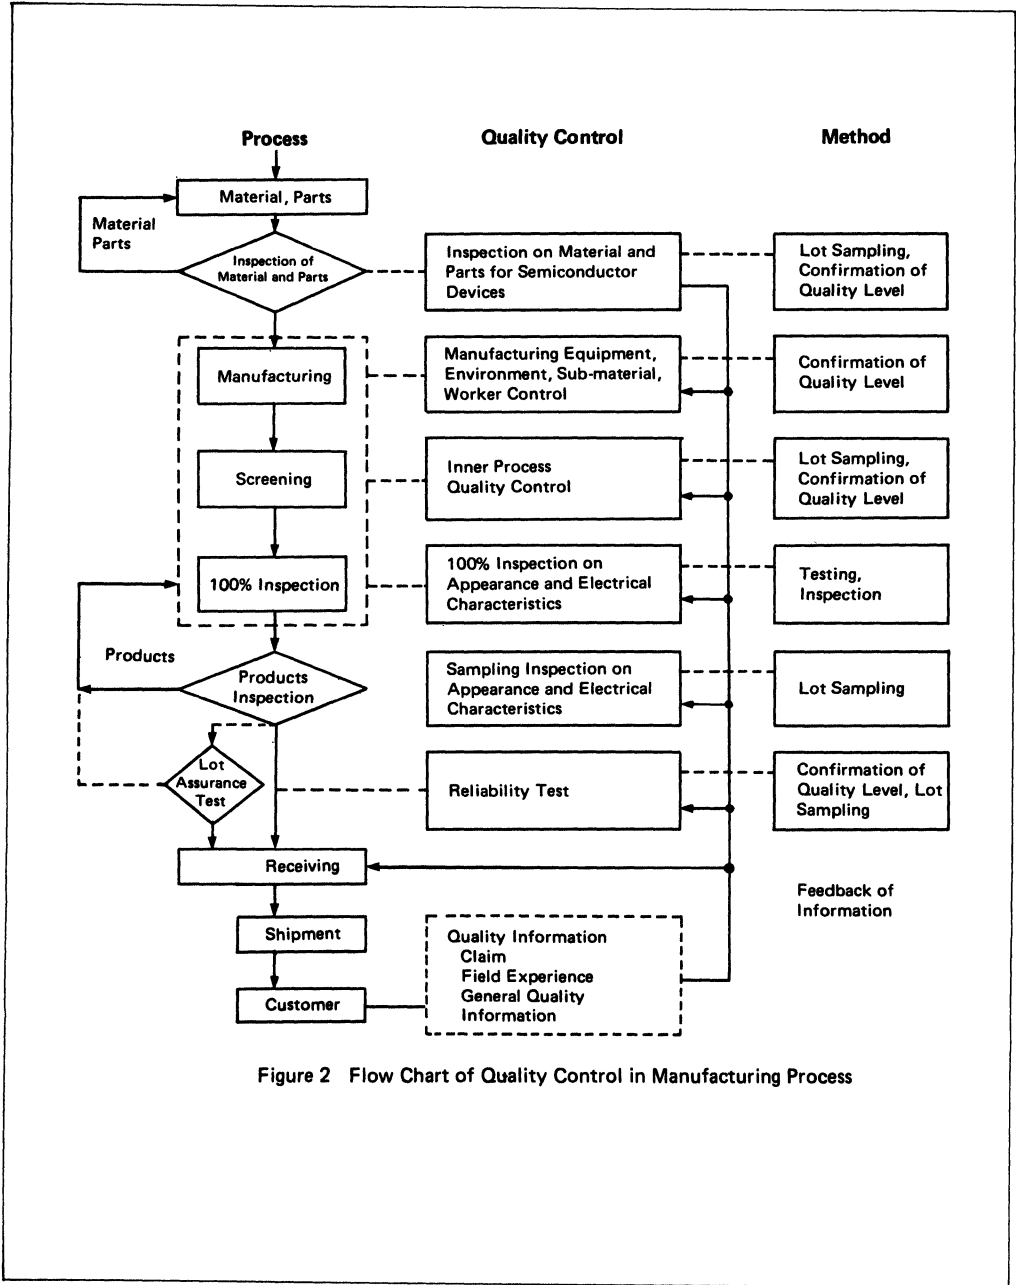 Process
Quality Control
Method
Material, Parts
Material
Parts
Inspection of
Material and Parts
Inspection on Material and
Parts for Semiconductor
Devices
Lot Sampling,
Confirmation of
Quality Level
Manufacturing
Manufacturing Equipment,
Environment, Sub-material,
Worker Control
Confirmation of
Quality Level
Screening
Inner Process
Quality Control
Lot Sampling,
Confirmation of
Quality Level
100% Inspection
100% Inspection on
Appearance and Electrical
Characteristics
Testing,
Inspection
Products
Products
Inspection
Sampling Inspection on
Appearance and Electrical
Characteristics
Lot Sampling
Lot
Assurance
Test
Reliability Test
Confirmation of
Quality Level, Lot
Sampling
Receiving
Feedback of
Information
Shipment
Quality Information
Claim
Field Experience
General Quality
Information
Customer
Figure 2 Flow Chart of Quality Control in Manufacturing Process